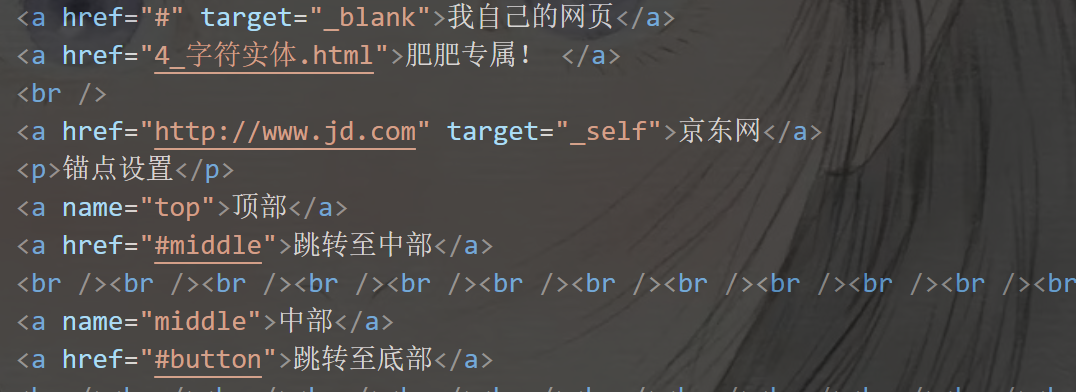 <a href="#" target="_blank">我自己的网页</a>
<a href="4_字符实体.html">肥肥专属！ </a>
<br />
<a href="http://www.jd.com" target="_self">京东网</a>
<p>锚点设置</p>
<a name="top">顶部</a>
<a href="#middle">跳转至中部</a>
<br /><br /><br /><br /><br /><br /><br /><br /><br /><br /><br /><br
<a name="middle">中部</a>
<a href="#button">跳转至底部</a>